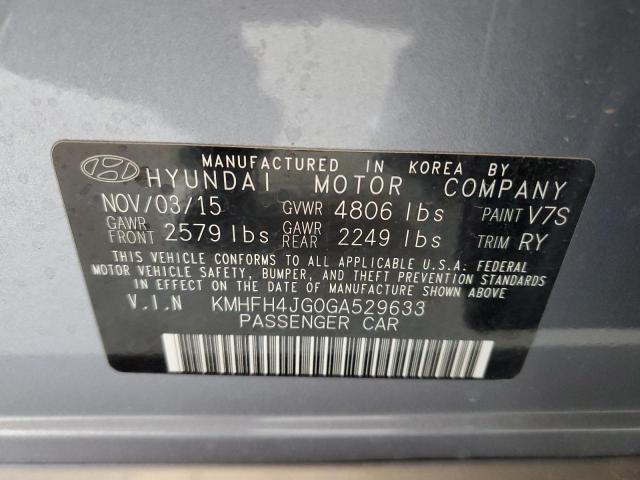 MANUFACTURED IN KOREA BY
HYUNDAI MOTOR COMPANY
NOV/03/15 GVWR 4806 lbs PAINT V7S
GAWR FRONT 2579 lbs GAWR REAR 2249 lbs TRIM RY
THIS VEHICLE CONFORMS TO ALL APPLICABLE U.S.A. FEDERAL
MOTOR VEHICLE SAFETY, BUMPER, AND THEFT PREVENTION STANDARDS
IN EFFECT ON THE DATE OF MANUFACTURE SHOWN ABOVE.
V.I.N KMHFH4JG0GA529633
PASSENGER CAR